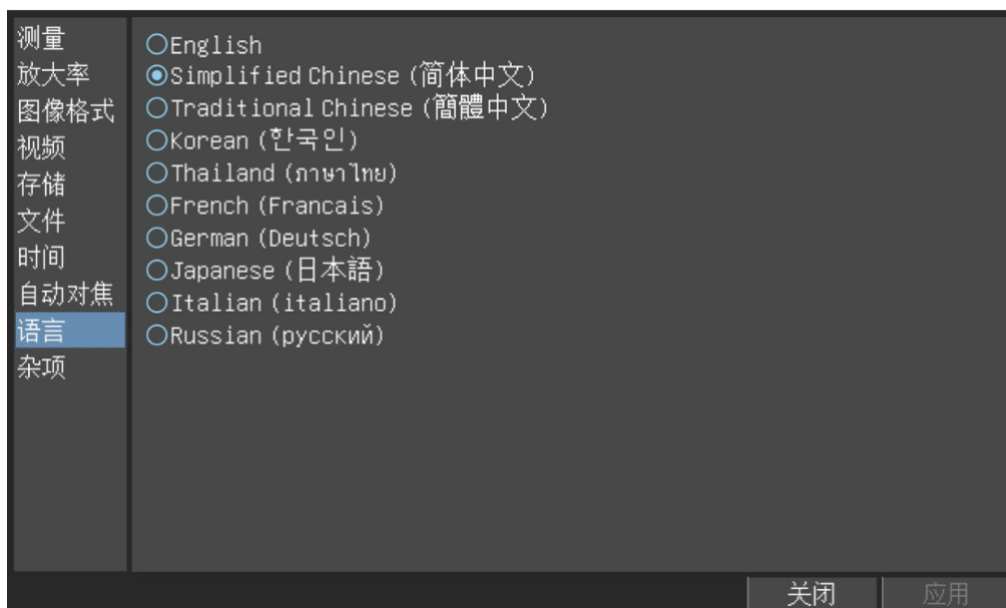 测量
放大率
图像格式
视频
存储
文件
时间
自动对焦
语言
杂项
English
Simplified Chinese (简体中文)
Traditional Chinese (簡體中文)
Korean (한국인)
Thailand (ภาษาไทย)
French (Francais)
German (Deutsch)
Japanese (日本語)
Italian (italiano)
Russian (русский)
关闭
应用